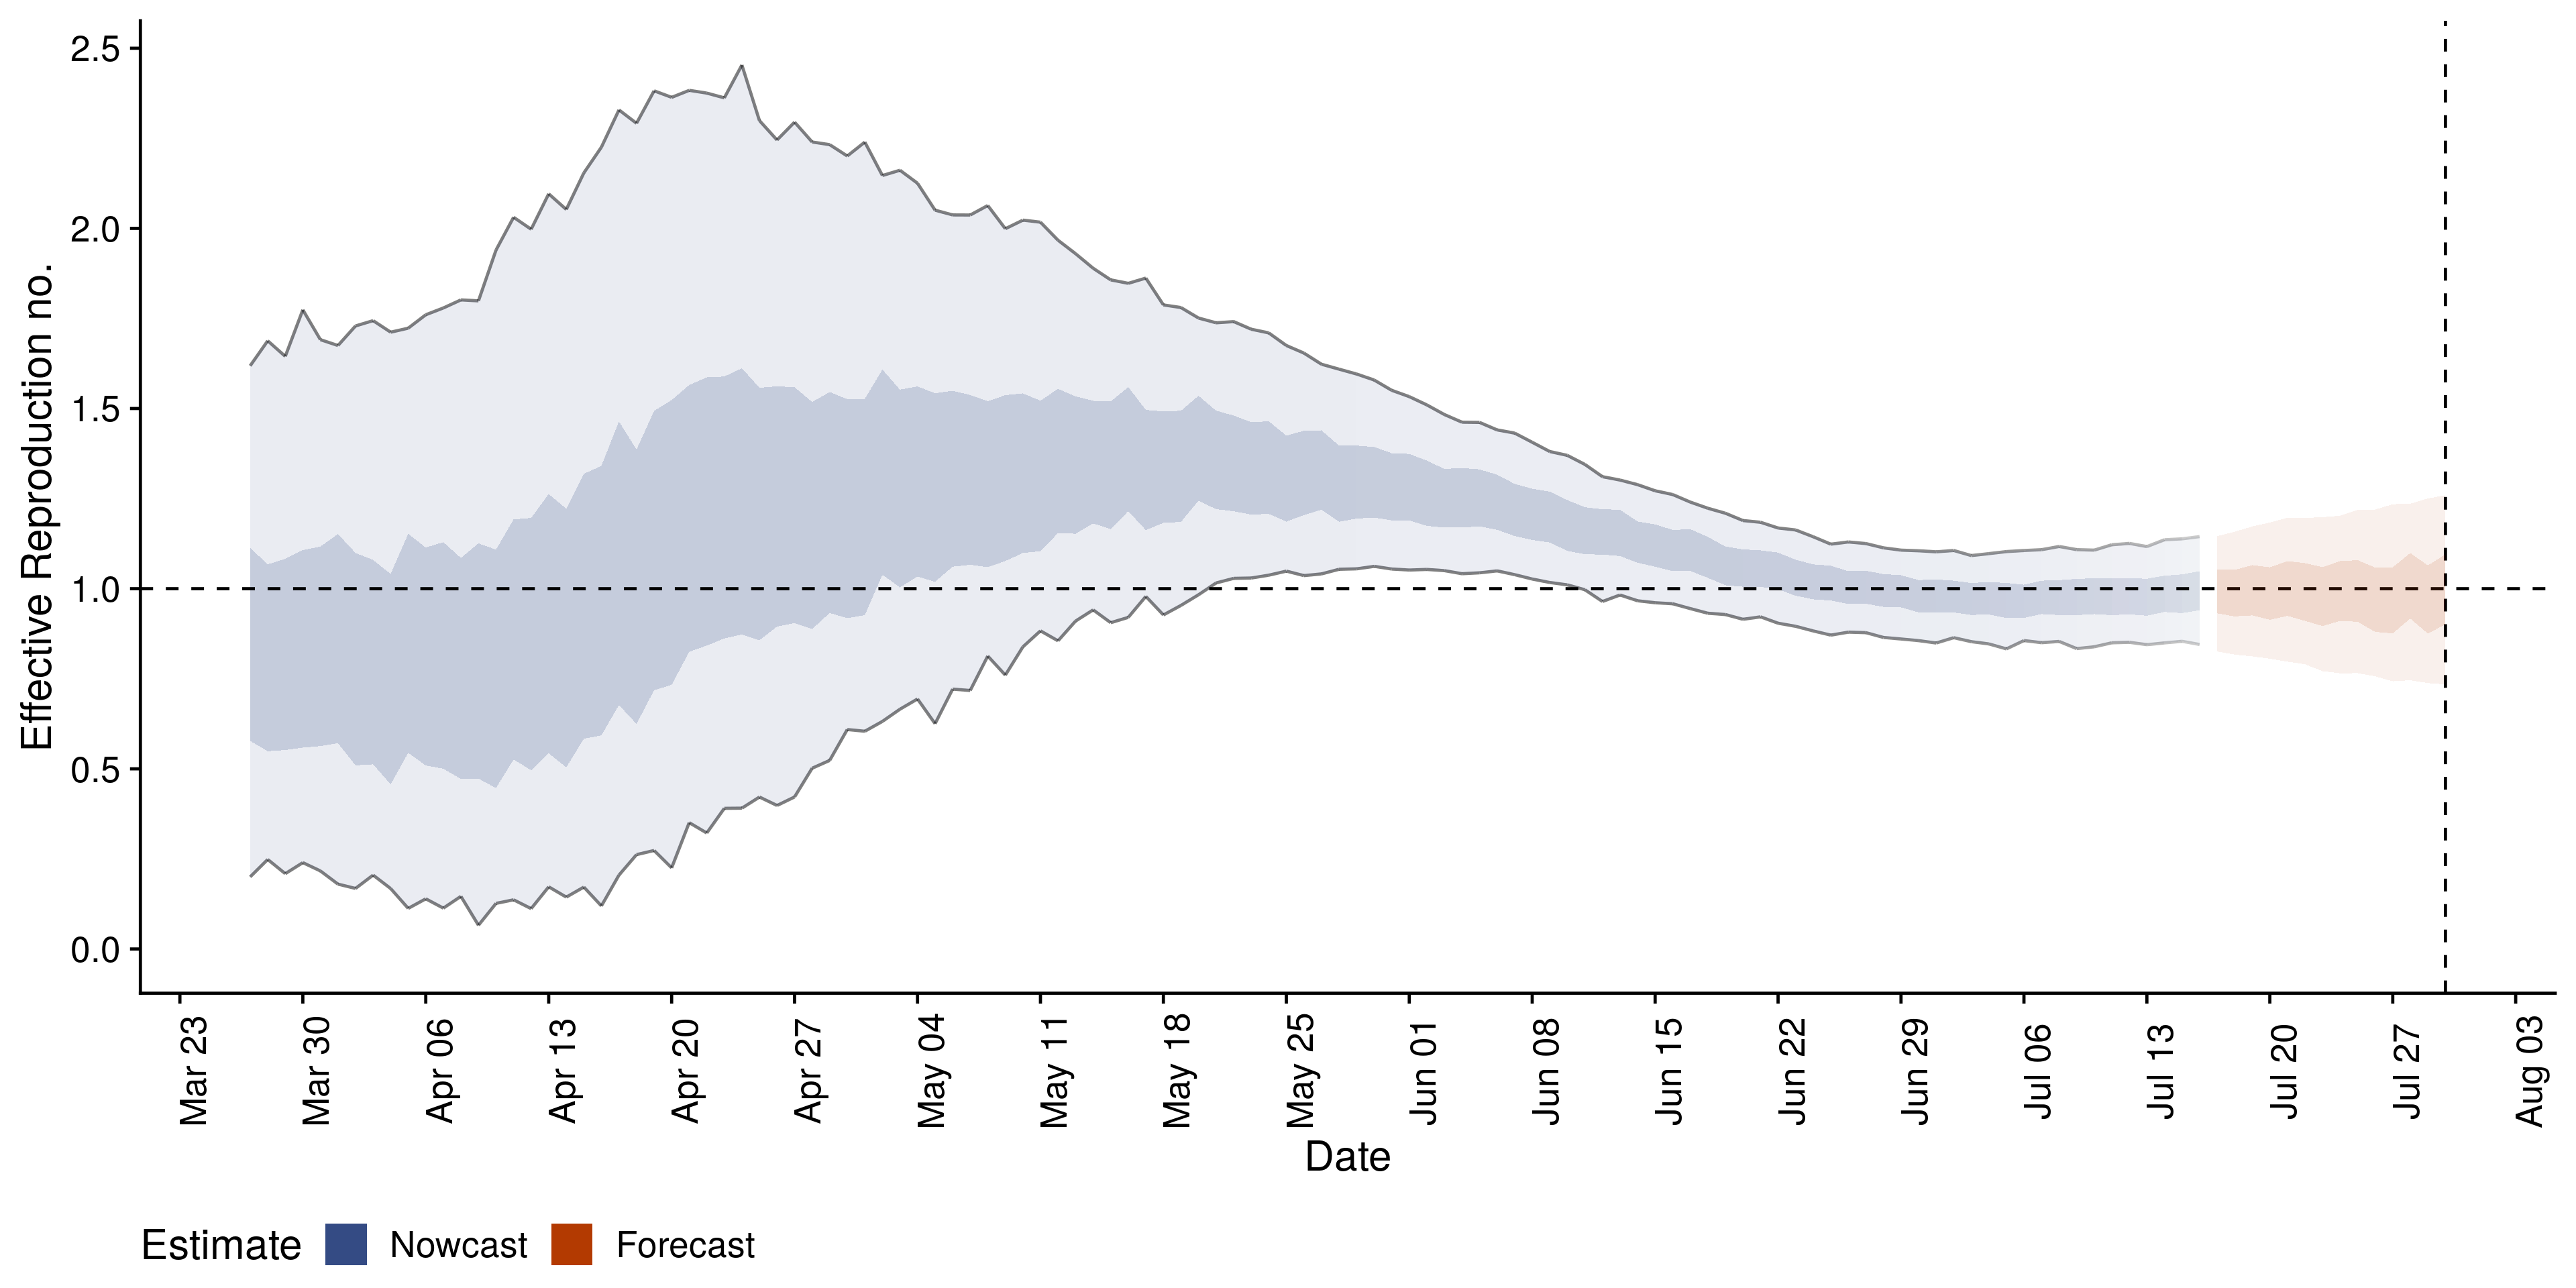 Effective Reproduction no.
2.5
2.0
1.5
1.0
0.5
0.0
Mar 23
Mar 30
Apr 06
Apr 13
Apr 20
Apr 27
May 04
May 11
May 18
May 25
Jun 01
Jun 08
Jun 15
Jun 22
Jun 29
Jul 06
Jul 13
Jul 20
Jul 27
Aug 03
Date
Estimate Nowcast Forecast